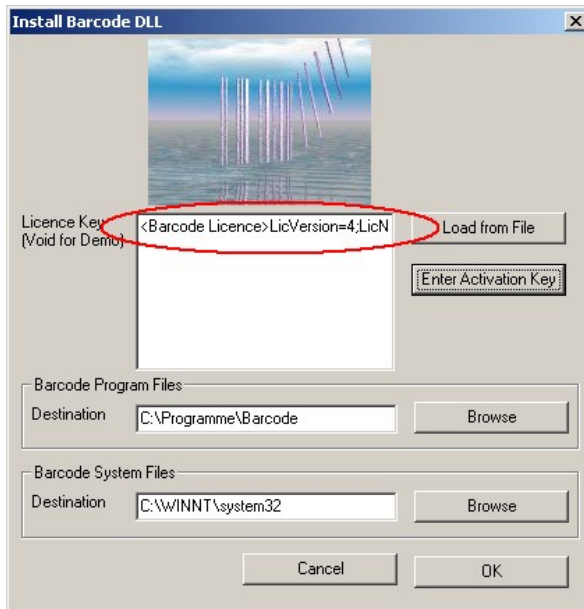 Install Barcode DLL
Licence Key
(Void for Demo)
<Barcode Licence>LicVersion=4;LicN
Load from File
Enter Activation Key
Barcode Program Files
Destination
C:\Programme\Barcode
Browse
Barcode System Files
Destination
C:\WINNT\system32
Browse
Cancel
OK